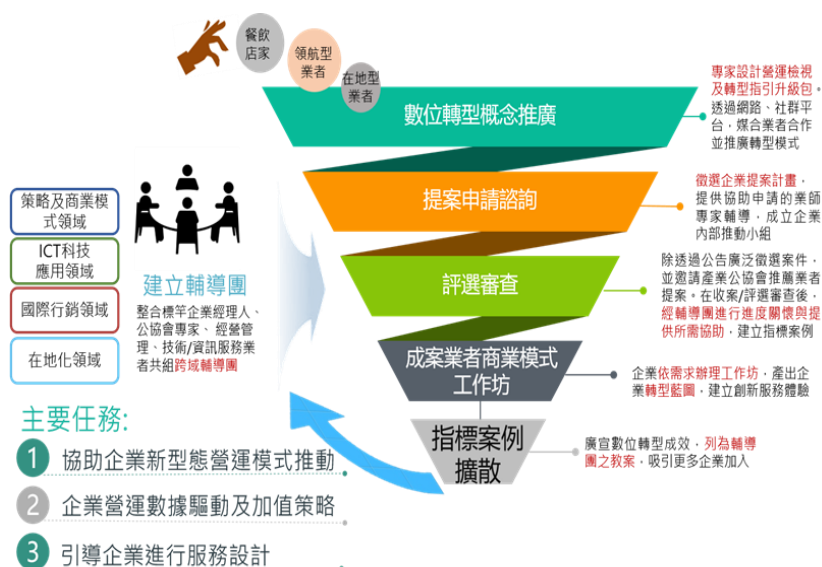 餐飲
店家
領航型
業者
在地型
業者
數位轉型概念推廣
專家設計營運檢視
及轉型指引升級包。
透過網路、社群平
台，媒合業者合作
並推廣轉型模式
提案申請諮詢
徵選企業提案計畫，
提供協助申請的業師
專家輔導，成立企業
內部推動小組
評選審查
除透過公告廣泛徵選案件，
並邀請產業公協會推薦業者
提案。在收案/評選審查後，
經輔導團進行進度關懷與提
供所需協助，建立指標案例
成案業者商業模式
工作坊
企業依需求辦理工作坊，產出企
業轉型藍圖，建立創新服務體驗
指標案例
擴散
廣宣數位轉型成效，列為輔導
團之教案，吸引更多企業加入
策略及商業模
式領域
ICT科技
應用領域
國際行銷領域
在地化領域
建立輔導團
整合標竿企業經理人、
公協會專家、經營管
理、技術/資訊服務業
者共組跨域輔導團
主要任務:
1 協助企業新型態營運模式推動
2 企業營運數據驅動及加值策略
3 引導企業進行服務設計